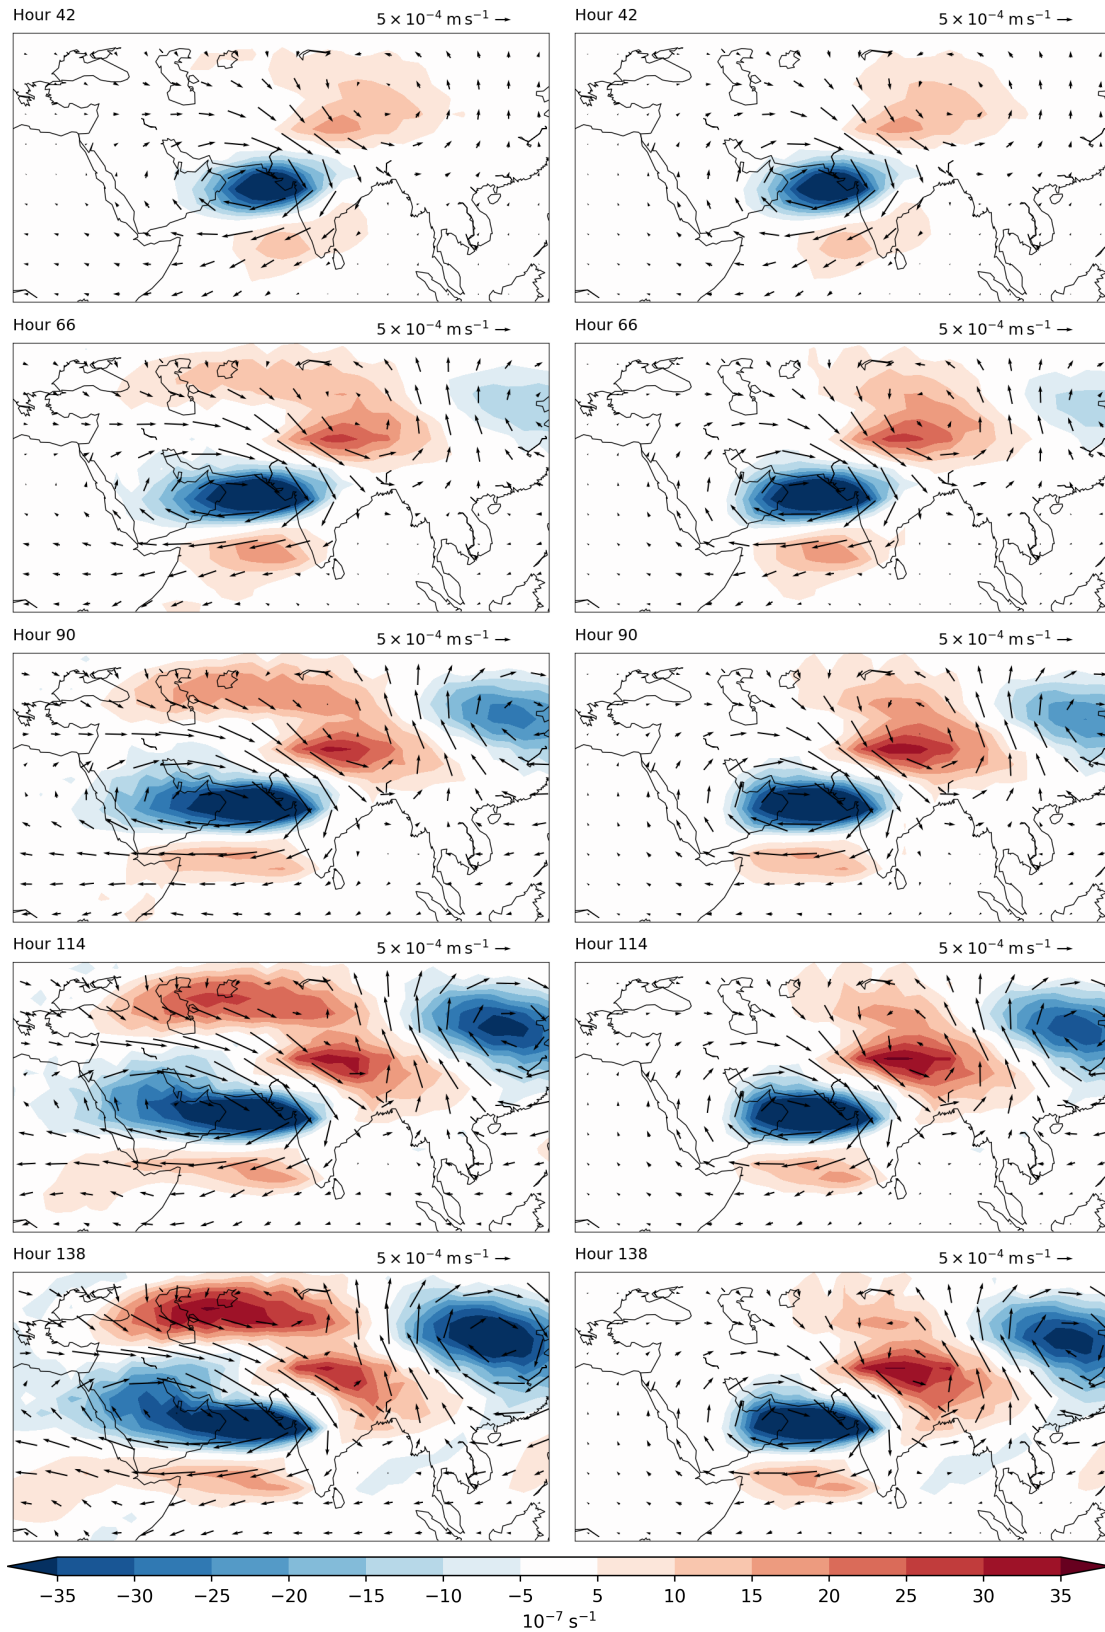 Hour 42 5 × 10⁻⁴ m s⁻¹ Hour 42 5 × 10⁻⁴ m s⁻¹
Hour 66 5 × 10⁻⁴ m s⁻¹ Hour 66 5 × 10⁻⁴ m s⁻¹
Hour 90 5 × 10⁻⁴ m s⁻¹ Hour 90 5 × 10⁻⁴ m s⁻¹
Hour 114 5 × 10⁻⁴ m s⁻¹ Hour 114 5 × 10⁻⁴ m s⁻¹
Hour 138 5 × 10⁻⁴ m s⁻¹ Hour 138 5 × 10⁻⁴ m s⁻¹
−35 −30 −25 −20 −15 −10 −5 5 10 15 20 25 30 35
10⁻⁷ s⁻¹